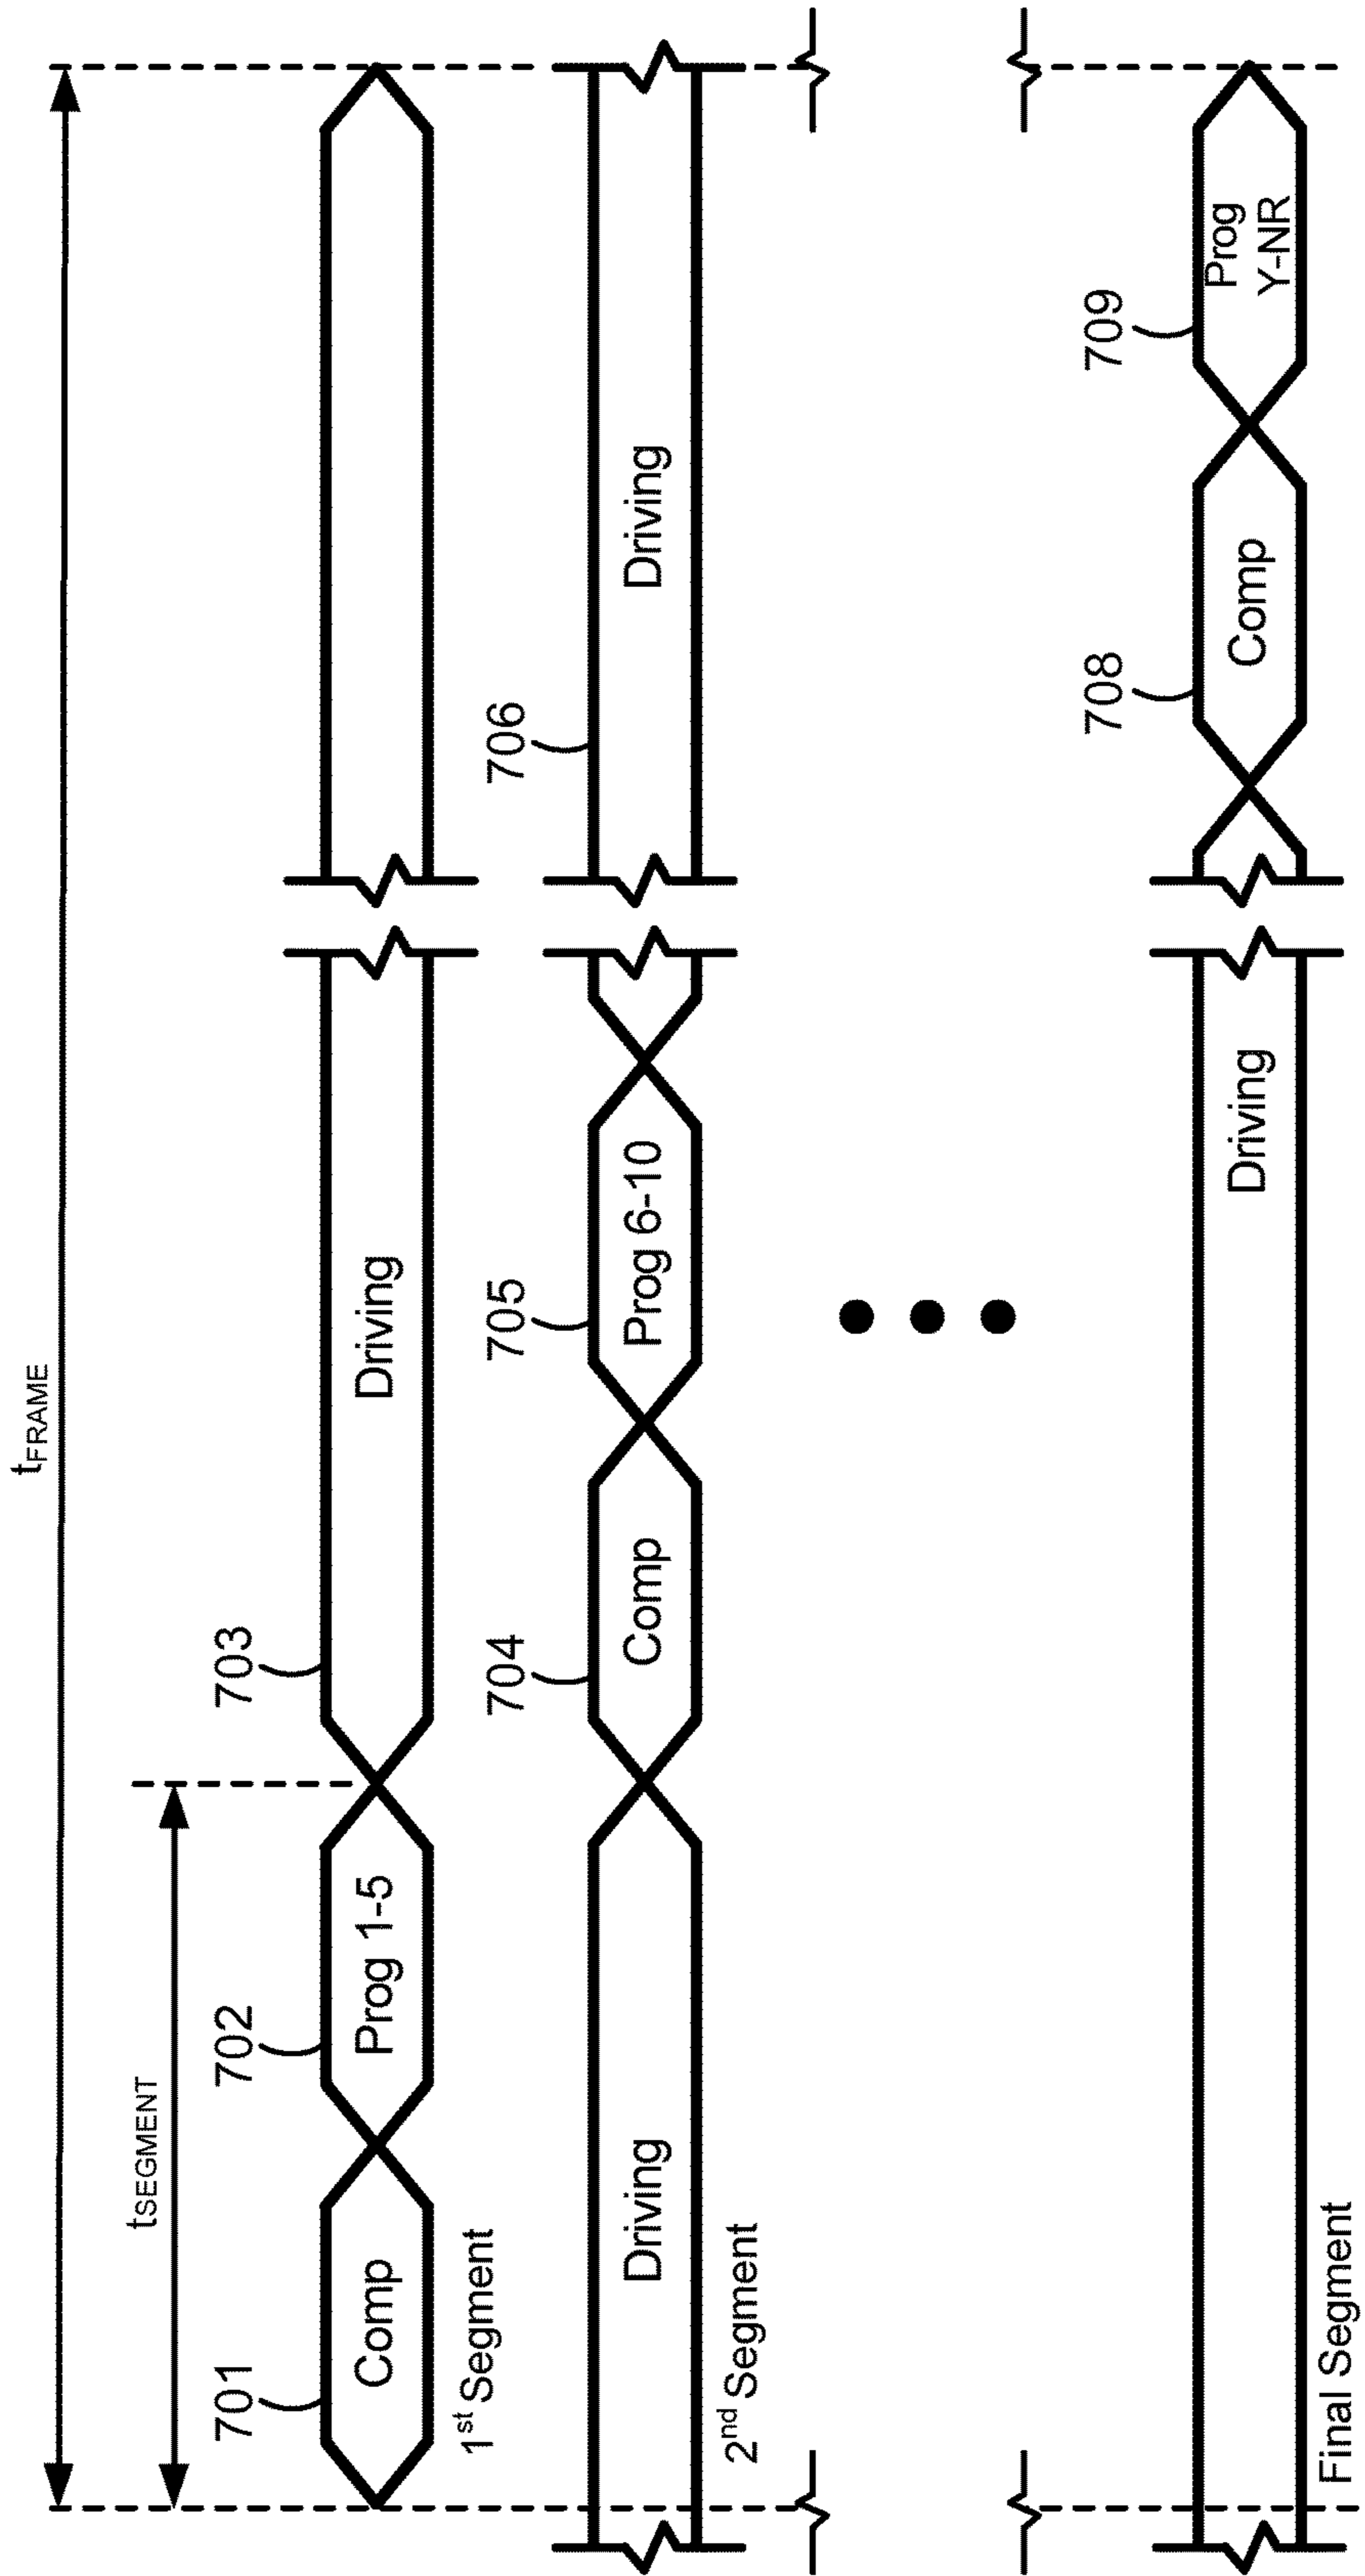 tFRAME
tSEGMENT
701
702
703
Comp
Prog 1-5
Driving
1st Segment
704
705
706
Driving
Comp
Prog 6-10
Driving
2nd Segment
708
709
Driving
Comp
Prog
Y-NR
Final Segment